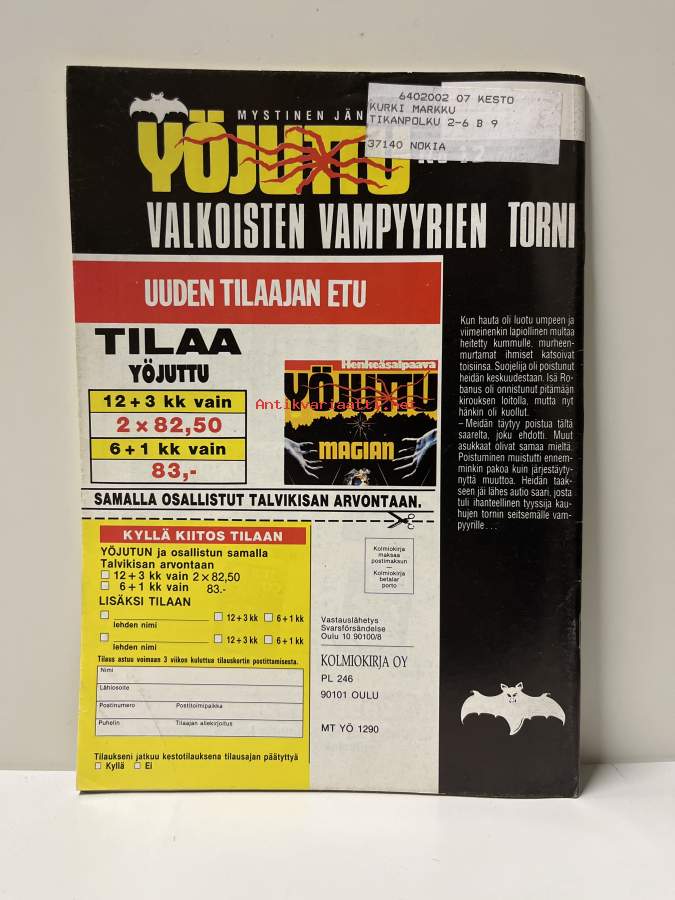 6402002 07 KESTO
KURKI MARKKU
TIKANPOLKU 2-6 B 9
37140 NOKIA
MYSTINEN JÄN
YÖJUTTU
VALKOISTEN VAMPYYRIEN TORNI
UUDEN TILAAJAN ETU
TILAA
YÖJUTTU
12+3 kk vain
2 x 82,50
6+1 kk vain
83,-
Henkeäsalpaava
YÖJUTTU
Antikvariaatti.net
MAGIAN
SAMALLA OSALLISTUT TALVIKISAN ARVONTAAN.
KYLLÄ KIITOS TILAAN
YÖJUTUN ja osallistun samalla
Talvikisan arvontaan
12+3 kk vain 2 x 82,50
6+1 kk vain 83.-
LISÄKSI TILAAN
12+3 kk 6+1 kk
lehden nimi
12+3 kk 6+1 kk
lehden nimi
Tilaus astuu voimaan 3 viikon kuluttua tilauskortin postittamisesta.
Nimi
Lähiosoite
Postinumero Postitoimipaikka
Puhelin Tilaajan allekirjoitus
Tilaukseni jatkuu kestotilauksena tilausajan päätyttyä
Kyllä Ei
Kolmiokirja
maksaa
postimaksun
—
Kolmiokirja
betalar
porto
Vastauslähetys
Svarsförsändelse
Oulu 10 90100/8
KOLMIOKIRJA OY
PL 246
90101 OULU
MT YÖ 1290
Kun hauta oli luotu umpeen ja
viimeinenkin lapiollinen multaa
heitetty kummulle, murheen-
murtamat ihmiset katsoivat
toisiinsa. Suojelija oli poistunut
heidän keskuudestaan. Isä Ro-
banus oli onnistunut pitämään
kirouksen loitolla, mutta nyt
hänkin oli kuollut.
– Meidän täytyy poistua tältä
saarelta, joku ehdotti. Muut
asukkaat olivat samaa mieltä.
Poistuminen muistutti ennem-
minkin pakoa kuin järjestäyty-
nyttä muuttoa. Heidän taak-
seen jäi lähes autio saari, josta
tuli ihanteellinen tyyssija kau-
hujen tornin seitsemälle vam-
pyyrille . . .